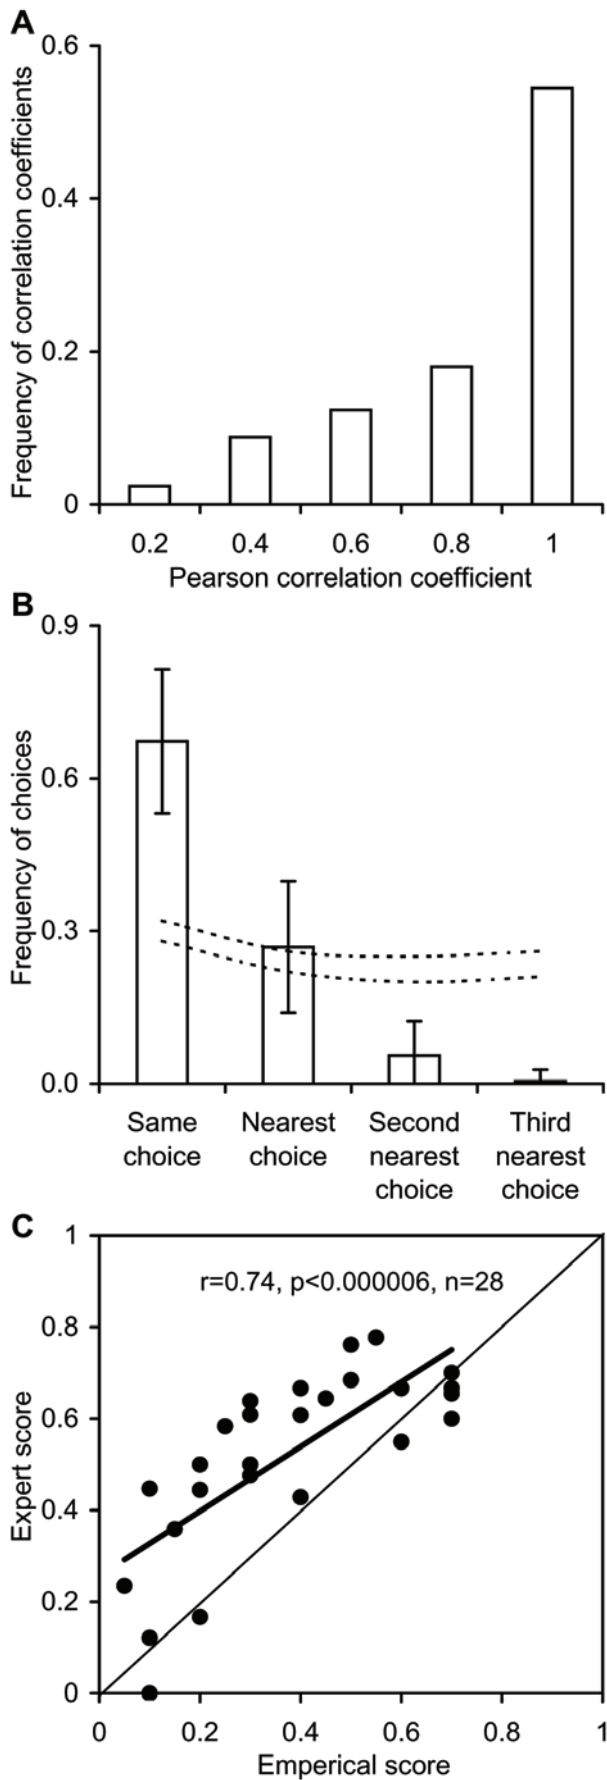 A
Frequency of correlation coefficients
0.6
0.4
0.2
0
0.2 0.4 0.6 0.8 1
Pearson correlation coefficient
B
Frequency of choices
0.9
0.6
0.3
0.0
Same choice
Nearest choice
Second nearest choice
Third nearest choice
C
r=0.74, p<0.000006, n=28
Expert score
1
0.8
0.6
0.4
0.2
0
0 0.2 0.4 0.6 0.8 1
Emperical score